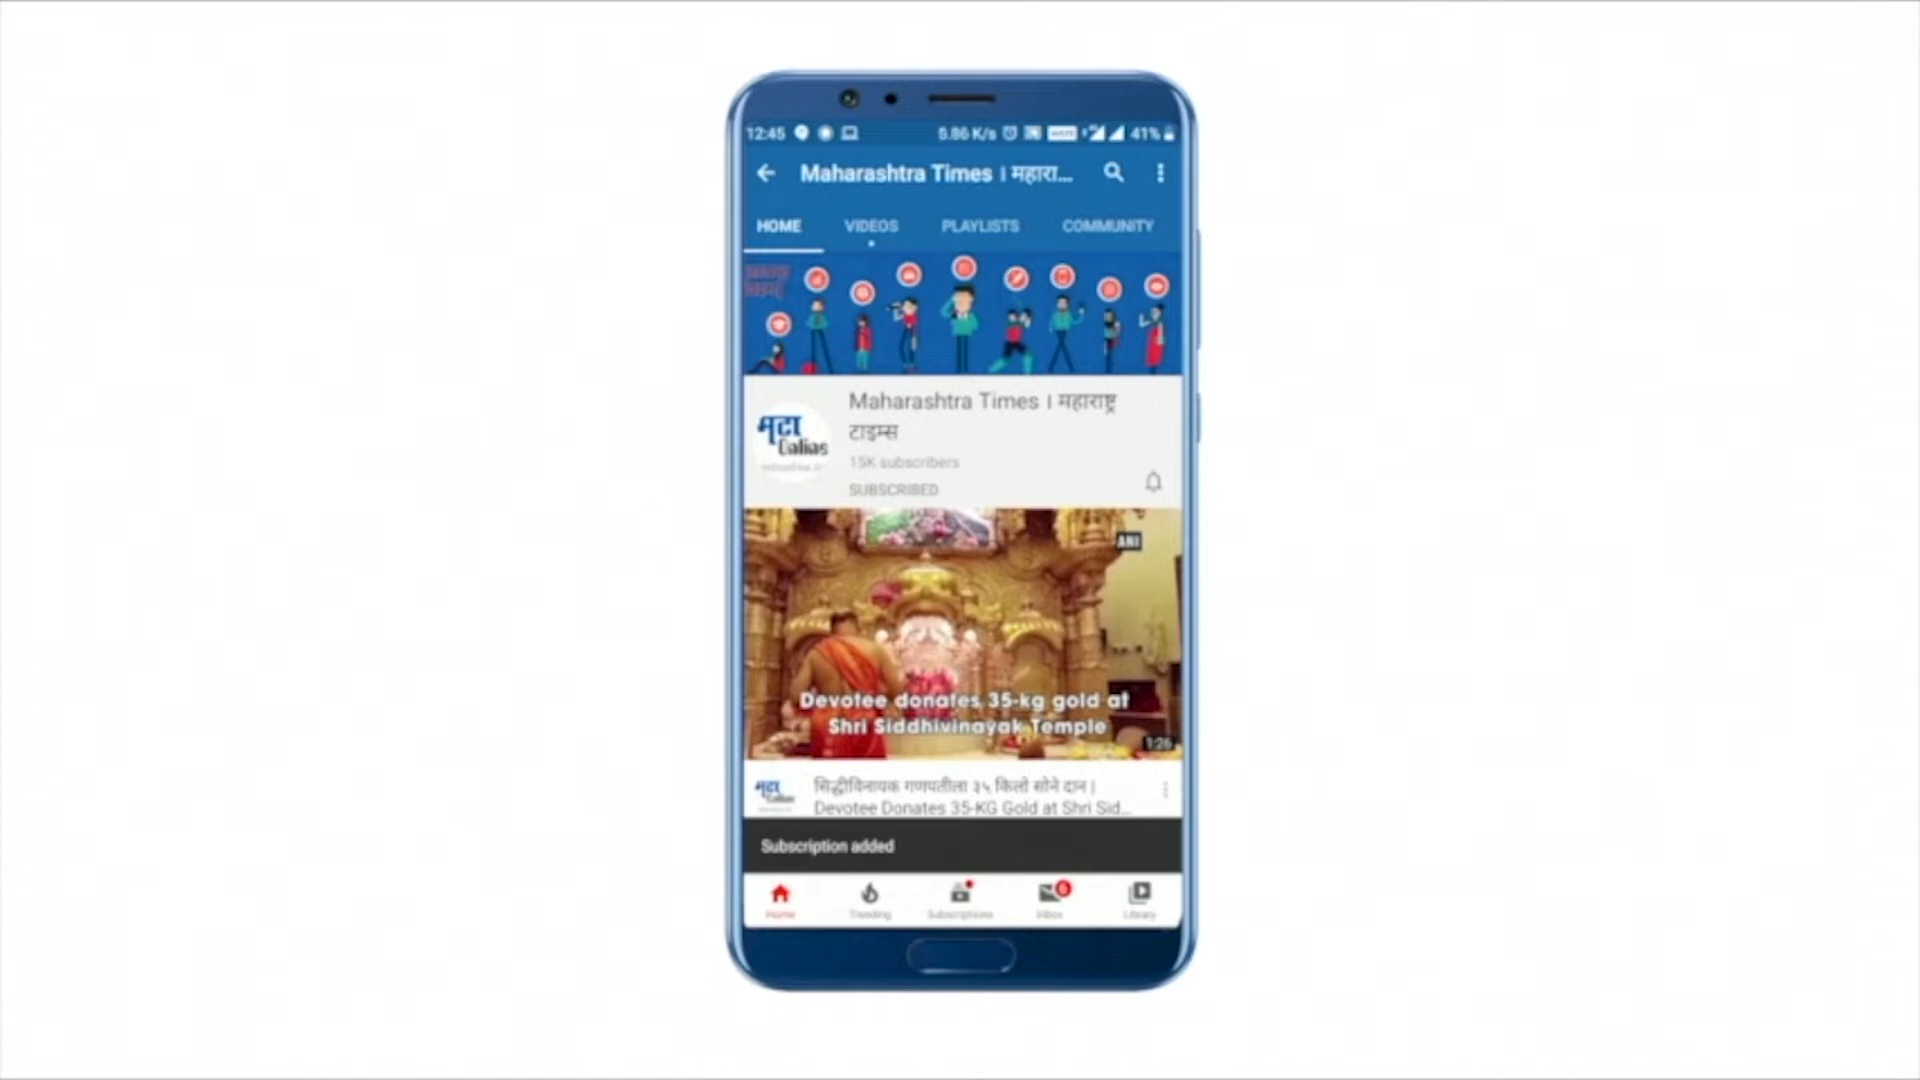 12:45 5.86 K/s 41%
Maharashtra Times । महारा...
HOME VIDEOS PLAYLISTS COMMUNITY
Maharashtra Times । महाराष्ट्र
टाइम्स
मटा
15K subscribers
SUBSCRIBED
ANI
Devotee donates 35-kg gold at
Shri Siddhivinayak Temple
1:26
सिद्धीविनायक गणपतीला ३५ किलो सोने दान |
Devotee Donates 35-KG Gold at Shri Sid...
Subscription added
6
Home Trending Subscriptions Inbox Library